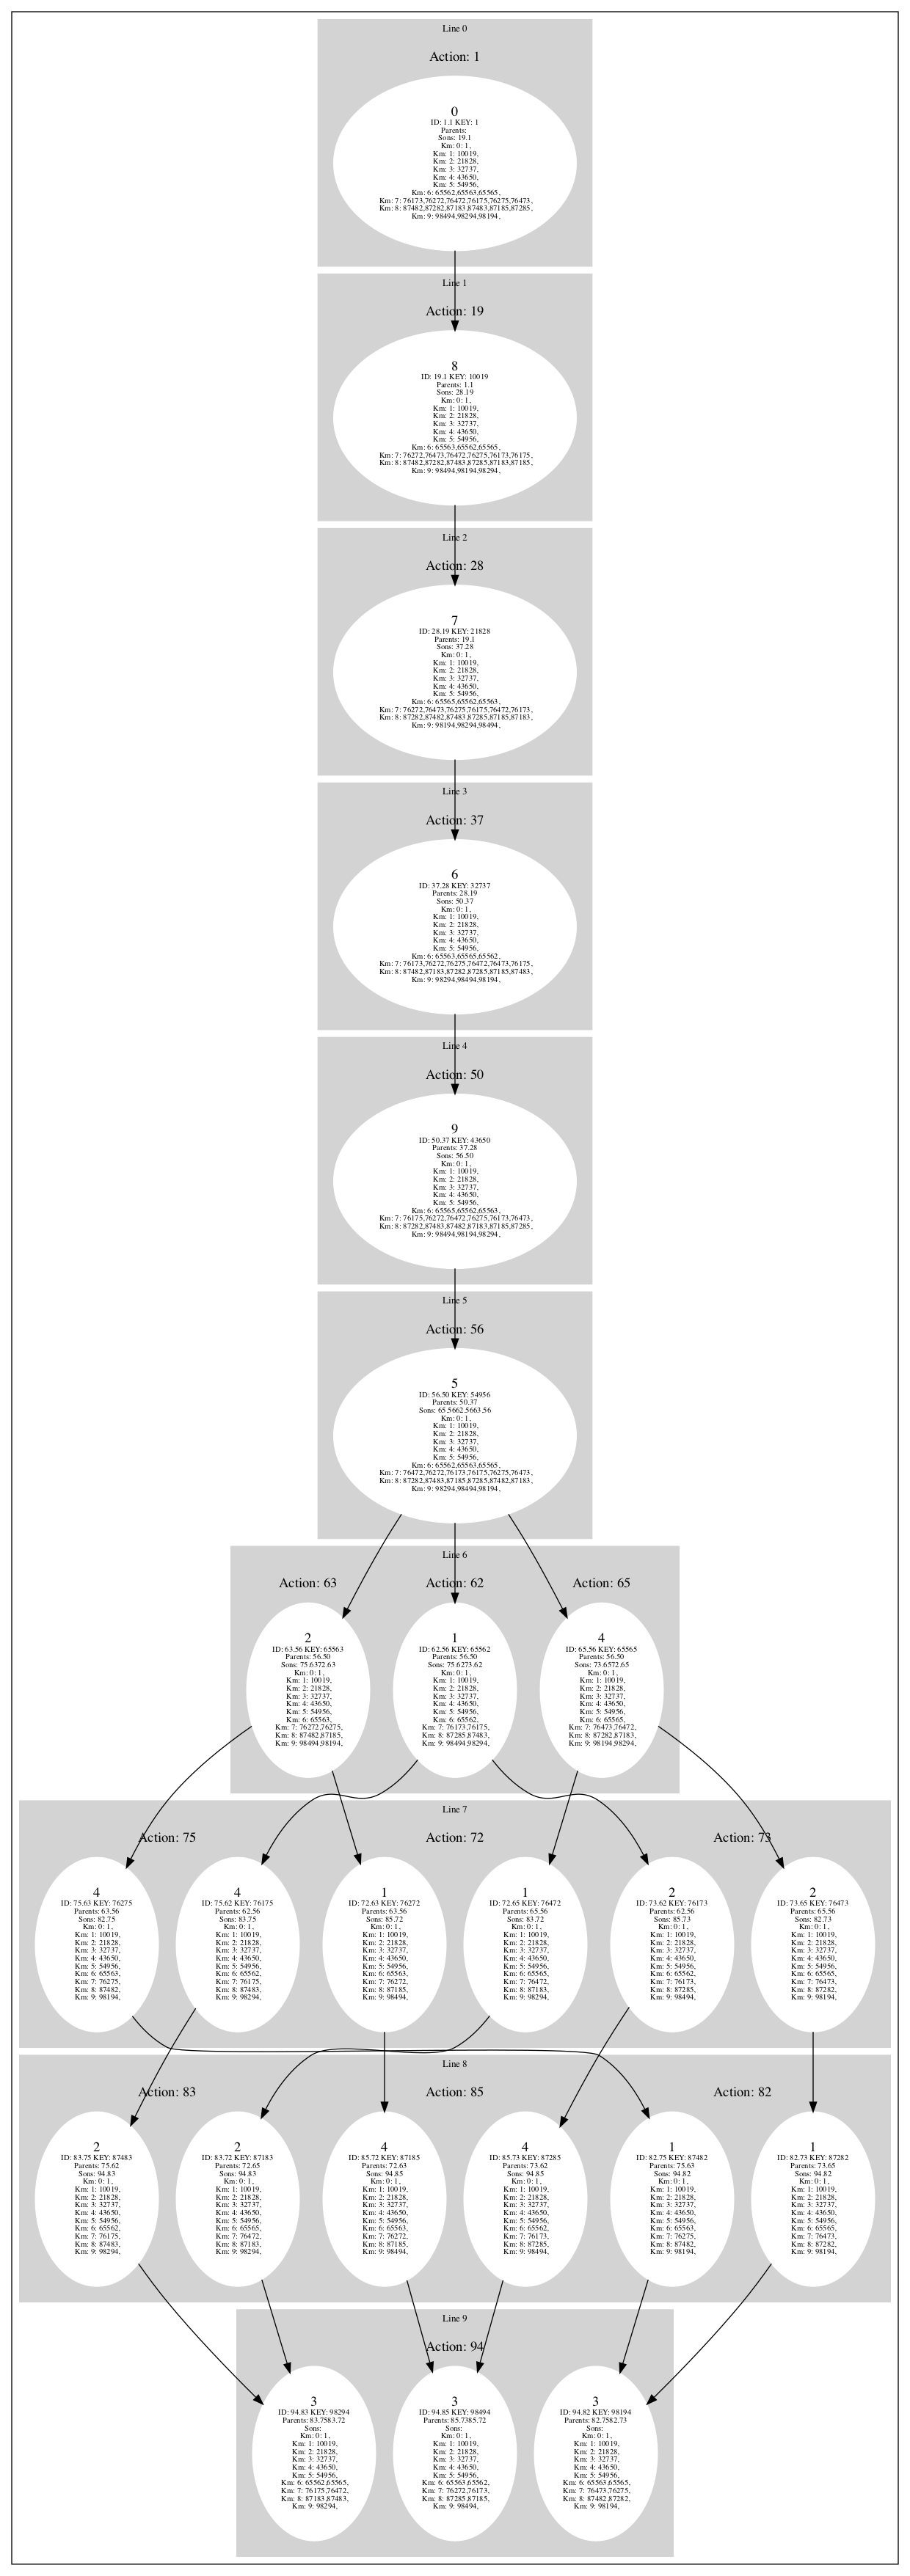 Line 0
Action: 1
0
ID: 1.1 KEY: 1
Parents:
Sons: 19.1
Km: 0: 1,
Km: 1: 10019,
Km: 2: 21828,
Km: 3: 32737,
Km: 4: 43650,
Km: 5: 54956,
Km: 6: 65562,65563,65565,
Km: 7: 76173,76272,76472,76175,76275,76473,
Km: 8: 87482,87282,87183,87483,87185,87285,
Km: 9: 98494,98294,98194,
Line 1
Action: 19
8
ID: 19.1 KEY: 10019
Parents: 1.1
Sons: 28.19
Km: 0: 1,
Km: 1: 10019,
Km: 2: 21828,
Km: 3: 32737,
Km: 4: 43650,
Km: 5: 54956,
Km: 6: 65563,65562,65565,
Km: 7: 76272,76473,76472,76275,76173,76175,
Km: 8: 87482,87282,87483,87285,87183,87185,
Km: 9: 98494,98194,98294,
Line 2
Action: 28
7
ID: 28.19 KEY: 21828
Parents: 19.1
Sons: 37.28
Km: 0: 1,
Km: 1: 10019,
Km: 2: 21828,
Km: 3: 32737,
Km: 4: 43650,
Km: 5: 54956,
Km: 6: 65565,65562,65563,
Km: 7: 76272,76473,76275,76175,76472,76173,
Km: 8: 87282,87482,87483,87285,87185,87183,
Km: 9: 98194,98294,98494,
Line 3
Action: 37
6
ID: 37.28 KEY: 32737
Parents: 28.19
Sons: 50.37
Km: 0: 1,
Km: 1: 10019,
Km: 2: 21828,
Km: 3: 32737,
Km: 4: 43650,
Km: 5: 54956,
Km: 6: 65563,65565,65562,
Km: 7: 76173,76272,76275,76472,76473,76175,
Km: 8: 87482,87183,87282,87285,87185,87483,
Km: 9: 98294,98494,98194,
Line 4
Action: 50
9
ID: 50.37 KEY: 43650
Parents: 37.28
Sons: 56.50
Km: 0: 1,
Km: 1: 10019,
Km: 2: 21828,
Km: 3: 32737,
Km: 4: 43650,
Km: 5: 54956,
Km: 6: 65565,65562,65563,
Km: 7: 76175,76272,76472,76275,76173,76473,
Km: 8: 87282,87483,87482,87183,87185,87285,
Km: 9: 98494,98194,98294,
Line 5
Action: 56
5
ID: 56.50 KEY: 54956
Parents: 50.37
Sons: 65.5662.5663.56
Km: 0: 1,
Km: 1: 10019,
Km: 2: 21828,
Km: 3: 32737,
Km: 4: 43650,
Km: 5: 54956,
Km: 6: 65562,65563,65565,
Km: 7: 76472,76272,76173,76175,76275,76473,
Km: 8: 87282,87483,87185,87285,87482,87183,
Km: 9: 98294,98494,98194,
Line 6
Action: 63
2
ID: 63.56 KEY: 65563
Parents: 56.50
Sons: 75.6372.63
Km: 0: 1,
Km: 1: 10019,
Km: 2: 21828,
Km: 3: 32737,
Km: 4: 43650,
Km: 5: 54956,
Km: 6: 65563,
Km: 7: 76272,76275,
Km: 8: 87482,87185,
Km: 9: 98494,98194,
Action: 62
1
ID: 62.56 KEY: 65562
Parents: 56.50
Sons: 75.6273.62
Km: 0: 1,
Km: 1: 10019,
Km: 2: 21828,
Km: 3: 32737,
Km: 4: 43650,
Km: 5: 54956,
Km: 6: 65562,
Km: 7: 76173,76175,
Km: 8: 87285,87483,
Km: 9: 98494,98294,
Action: 65
4
ID: 65.56 KEY: 65565
Parents: 56.50
Sons: 73.6572.65
Km: 0: 1,
Km: 1: 10019,
Km: 2: 21828,
Km: 3: 32737,
Km: 4: 43650,
Km: 5: 54956,
Km: 6: 65565,
Km: 7: 76473,76472,
Km: 8: 87282,87183,
Km: 9: 98194,98294,
Line 7
Action: 75
4
ID: 75.63 KEY: 76275
Parents: 63.56
Sons: 82.75
Km: 0: 1,
Km: 1: 10019,
Km: 2: 21828,
Km: 3: 32737,
Km: 4: 43650,
Km: 5: 54956,
Km: 6: 65563,
Km: 7: 76275,
Km: 8: 87482,
Km: 9: 98194,
4
ID: 75.62 KEY: 76175
Parents: 62.56
Sons: 83.75
Km: 0: 1,
Km: 1: 10019,
Km: 2: 21828,
Km: 3: 32737,
Km: 4: 43650,
Km: 5: 54956,
Km: 6: 65562,
Km: 7: 76175,
Km: 8: 87483,
Km: 9: 98294,
Action: 72
1
ID: 72.63 KEY: 76272
Parents: 63.56
Sons: 85.72
Km: 0: 1,
Km: 1: 10019,
Km: 2: 21828,
Km: 3: 32737,
Km: 4: 43650,
Km: 5: 54956,
Km: 6: 65563,
Km: 7: 76272,
Km: 8: 87185,
Km: 9: 98494,
1
ID: 72.65 KEY: 76472
Parents: 65.56
Sons: 83.72
Km: 0: 1,
Km: 1: 10019,
Km: 2: 21828,
Km: 3: 32737,
Km: 4: 43650,
Km: 5: 54956,
Km: 6: 65565,
Km: 7: 76472,
Km: 8: 87183,
Km: 9: 98294,
Action: 73
2
ID: 73.62 KEY: 76173
Parents: 62.56
Sons: 85.73
Km: 0: 1,
Km: 1: 10019,
Km: 2: 21828,
Km: 3: 32737,
Km: 4: 43650,
Km: 5: 54956,
Km: 6: 65562,
Km: 7: 76173,
Km: 8: 87285,
Km: 9: 98494,
2
ID: 73.65 KEY: 76473
Parents: 65.56
Sons: 82.73
Km: 0: 1,
Km: 1: 10019,
Km: 2: 21828,
Km: 3: 32737,
Km: 4: 43650,
Km: 5: 54956,
Km: 6: 65565,
Km: 7: 76473,
Km: 8: 87282,
Km: 9: 98194,
Line 8
Action: 83
2
ID: 83.75 KEY: 87483
Parents: 75.62
Sons: 94.83
Km: 0: 1,
Km: 1: 10019,
Km: 2: 21828,
Km: 3: 32737,
Km: 4: 43650,
Km: 5: 54956,
Km: 6: 65562,
Km: 7: 76175,
Km: 8: 87483,
Km: 9: 98294,
2
ID: 83.72 KEY: 87183
Parents: 72.65
Sons: 94.83
Km: 0: 1,
Km: 1: 10019,
Km: 2: 21828,
Km: 3: 32737,
Km: 4: 43650,
Km: 5: 54956,
Km: 6: 65565,
Km: 7: 76472,
Km: 8: 87183,
Km: 9: 98294,
Action: 85
4
ID: 85.72 KEY: 87185
Parents: 72.63
Sons: 94.85
Km: 0: 1,
Km: 1: 10019,
Km: 2: 21828,
Km: 3: 32737,
Km: 4: 43650,
Km: 5: 54956,
Km: 6: 65563,
Km: 7: 76272,
Km: 8: 87185,
Km: 9: 98494,
4
ID: 85.73 KEY: 87285
Parents: 73.62
Sons: 94.85
Km: 0: 1,
Km: 1: 10019,
Km: 2: 21828,
Km: 3: 32737,
Km: 4: 43650,
Km: 5: 54956,
Km: 6: 65562,
Km: 7: 76173,
Km: 8: 87285,
Km: 9: 98494,
Action: 82
1
ID: 82.75 KEY: 87482
Parents: 75.63
Sons: 94.82
Km: 0: 1,
Km: 1: 10019,
Km: 2: 21828,
Km: 3: 32737,
Km: 4: 43650,
Km: 5: 54956,
Km: 6: 65563,
Km: 7: 76275,
Km: 8: 87482,
Km: 9: 98194,
1
ID: 82.73 KEY: 87282
Parents: 73.65
Sons: 94.82
Km: 0: 1,
Km: 1: 10019,
Km: 2: 21828,
Km: 3: 32737,
Km: 4: 43650,
Km: 5: 54956,
Km: 6: 65565,
Km: 7: 76473,
Km: 8: 87282,
Km: 9: 98194,
Line 9
Action: 94
3
ID: 94.83 KEY: 98294
Parents: 83.7583.72
Sons:
Km: 0: 1,
Km: 1: 10019,
Km: 2: 21828,
Km: 3: 32737,
Km: 4: 43650,
Km: 5: 54956,
Km: 6: 65562,65565,
Km: 7: 76175,76472,
Km: 8: 87183,87483,
Km: 9: 98294,
3
ID: 94.85 KEY: 98494
Parents: 85.7385.72
Sons:
Km: 0: 1,
Km: 1: 10019,
Km: 2: 21828,
Km: 3: 32737,
Km: 4: 43650,
Km: 5: 54956,
Km: 6: 65563,65562,
Km: 7: 76272,76173,
Km: 8: 87285,87185,
Km: 9: 98494,
3
ID: 94.82 KEY: 98194
Parents: 82.7582.73
Sons:
Km: 0: 1,
Km: 1: 10019,
Km: 2: 21828,
Km: 3: 32737,
Km: 4: 43650,
Km: 5: 54956,
Km: 6: 65563,65565,
Km: 7: 76473,76275,
Km: 8: 87482,87282,
Km: 9: 98194,